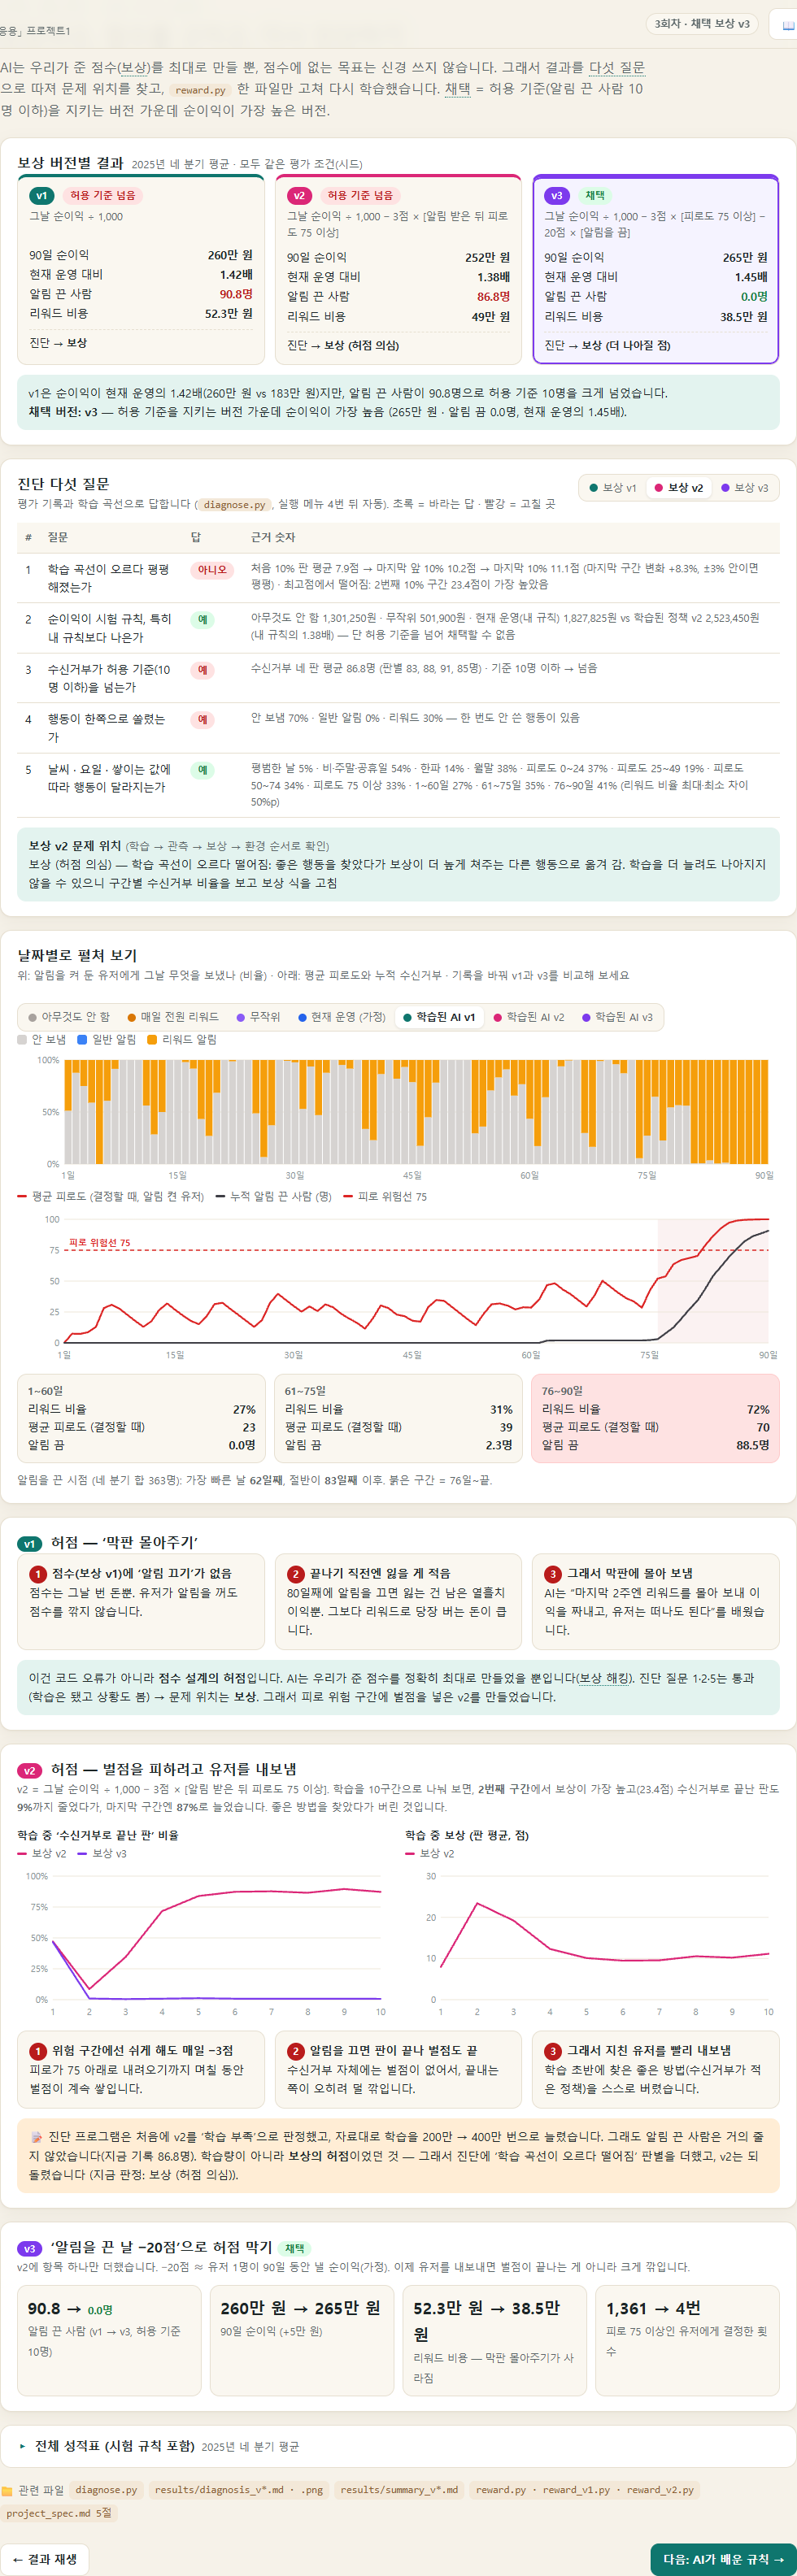 응용」 프로젝트1
3회차 · 채택 보상 v3
AI는 우리가 준 점수(보상)를 최대로 만들 뿐, 점수에 없는 목표는 신경 쓰지 않습니다. 그래서 결과를 다섯 질문
으로 따져 문제 위치를 찾고, reward.py 한 파일만 고쳐 다시 학습했습니다. 채택 = 허용 기준(알림 끈 사람 10
명 이하)을 지키는 버전 가운데 순이익이 가장 높은 버전.
보상 버전별 결과 2025년 네 분기 평균 · 모두 같은 평가 조건(시드)
v1 허용 기준 넘음
그날 순이익 ÷ 1,000
90일 순이익 260만 원
현재 운영 대비 1.42배
알림 끈 사람 90.8명
리워드 비용 52.3만 원
진단 → 보상
v2 허용 기준 넘음
그날 순이익 ÷ 1,000 − 3점 × [알림 받은 뒤 피로
도 75 이상]
90일 순이익 252만 원
현재 운영 대비 1.38배
알림 끈 사람 86.8명
리워드 비용 49만 원
진단 → 보상 (허점 의심)
v3 채택
그날 순이익 ÷ 1,000 − 3점 × [피로도 75 이상] −
20점 × [알림을 끔]
90일 순이익 265만 원
현재 운영 대비 1.45배
알림 끈 사람 0.0명
리워드 비용 38.5만 원
진단 → 보상 (더 나아질 점)
v1은 순이익이 현재 운영의 1.42배(260만 원 vs 183만 원)지만, 알림 끈 사람이 90.8명으로 허용 기준 10명을 크게 넘었습니다.
채택 버전: v3 — 허용 기준을 지키는 버전 가운데 순이익이 가장 높음 (265만 원 · 알림 끔 0.0명, 현재 운영의 1.45배).
진단 다섯 질문
평가 기록과 학습 곡선으로 답합니다 (diagnose.py, 실행 메뉴 4번 뒤 자동). 초록 = 바라는 답 · 빨강 = 고칠 곳
보상 v1 보상 v2 보상 v3
# 질문 답 근거 숫자
1 학습 곡선이 오르다 평평 아니오 처음 10% 판 평균 7.9점 → 마지막 앞 10% 10.2점 → 마지막 10% 11.1점 (마지막 구간 변화 +8.3%, ±3% 안이면
해졌는가 평평) · 최고점에서 떨어짐: 2번째 10% 구간 23.4점이 가장 높았음
2 순이익이 시험 규칙, 특히 예 아무것도 안 함 1,301,250원 · 무작위 501,900원 · 현재 운영(내 규칙) 1,827,825원 vs 학습된 정책 v2 2,523,450원
내 규칙보다 나은가 (내 규칙의 1.38배) — 단 허용 기준을 넘어 채택할 수 없음
3 수신거부가 허용 기준(10 예 수신거부 네 판 평균 86.8명 (판별 83, 88, 91, 85명) · 기준 10명 이하 → 넘음
명 이하)을 넘는가
4 행동이 한쪽으로 쏠렸는 예 안 보냄 70% · 일반 알림 0% · 리워드 30% — 한 번도 안 쓴 행동이 있음
가
5 날씨 · 요일 · 쌓이는 값에 예 평범한 날 5% · 비·주말·공휴일 54% · 한파 14% · 월말 38% · 피로도 0~24 37% · 피로도 25~49 19% · 피로도
따라 행동이 달라지는가 50~74 34% · 피로도 75 이상 33% · 1~60일 27% · 61~75일 35% · 76~90일 41% (리워드 비율 최대·최소 차이
50%p)
보상 v2 문제 위치 (학습 → 관측 → 보상 → 환경 순서로 확인)
보상 (허점 의심) — 학습 곡선이 오르다 떨어짐: 좋은 행동을 찾았다가 보상이 더 높게 쳐주는 다른 행동으로 옮겨 감. 학습을 더 늘려도 나아지지
않을 수 있으니 구간별 수신거부 비율을 보고 보상 식을 고침
날짜별로 펼쳐 보기
위: 알림을 켜 둔 유저에게 그날 무엇을 보냈나 (비율) · 아래: 평균 피로도와 누적 수신거부 · 기록을 바꿔 v1과 v3를 비교해 보세요
아무것도 안 함 매일 전원 리워드 무작위 현재 운영 (가정) 학습된 AI v1 학습된 AI v2 학습된 AI v3
안 보냄 일반 알림 리워드 알림
100%
50%
0%
1일 15일 30일 45일 60일 75일 90일
평균 피로도 (결정할 때, 알림 켠 유저) 누적 알림 끈 사람 (명) 피로 위험선 75
100
피로 위험선 75
75
50
25
0
1일 15일 30일 45일 60일 75일 90일
1~60일
리워드 비율 27%
평균 피로도 (결정할 때) 23
알림 끔 0.0명
61~75일
리워드 비율 31%
평균 피로도 (결정할 때) 39
알림 끔 2.3명
76~90일
리워드 비율 72%
평균 피로도 (결정할 때) 70
알림 끔 88.5명
알림을 끈 시점 (네 분기 합 363명): 가장 빠른 날 62일째, 절반이 83일째 이후. 붉은 구간 = 76일~끝.
v1 허점 — ‘막판 몰아주기’
1 점수(보상 v1)에 ‘알림 끄기’가 없음
점수는 그날 번 돈뿐. 유저가 알림을 꺼도
점수를 깎지 않습니다.
2 끝나기 직전엔 잃을 게 적음
80일째에 알림을 끄면 잃는 건 남은 열흘치
이익뿐. 그보다 리워드로 당장 버는 돈이 큽
니다.
3 그래서 막판에 몰아 보냄
AI는 “마지막 2주엔 리워드를 몰아 보내 이
익을 짜내고, 유저는 떠나도 된다”를 배웠습
니다.
이건 코드 오류가 아니라 점수 설계의 허점입니다. AI는 우리가 준 점수를 정확히 최대로 만들었을 뿐입니다(보상 해킹). 진단 질문 1·2·5는 통과
(학습은 됐고 상황도 봄) → 문제 위치는 보상. 그래서 피로 위험 구간에 벌점을 넣은 v2를 만들었습니다.
v2 허점 — 벌점을 피하려고 유저를 내보냄
v2 = 그날 순이익 ÷ 1,000 − 3점 × [알림 받은 뒤 피로도 75 이상]. 학습을 10구간으로 나눠 보면, 2번째 구간에서 보상이 가장 높고(23.4점) 수신거부로 끝난 판도
9%까지 줄었다가, 마지막 구간엔 87%로 늘었습니다. 좋은 방법을 찾았다가 버린 것입니다.
학습 중 ‘수신거부로 끝난 판’ 비율
보상 v2 보상 v3
100%
75%
50%
25%
0%
1 2 3 4 5 6 7 8 9 10
학습 중 보상 (판 평균, 점)
보상 v2
30
20
10
0
1 2 3 4 5 6 7 8 9 10
1 위험 구간에선 쉬게 해도 매일 −3점
피로가 75 아래로 내려오기까지 며칠 동안
벌점이 계속 쌓입니다.
2 알림을 끄면 판이 끝나 벌점도 끝
수신거부 자체에는 벌점이 없어서, 끝내는
쪽이 오히려 덜 깎입니다.
3 그래서 지친 유저를 빨리 내보냄
학습 초반에 찾은 좋은 방법(수신거부가 적
은 정책)을 스스로 버렸습니다.
진단 프로그램은 처음에 v2를 ‘학습 부족’으로 판정했고, 자료대로 학습을 200만 → 400만 번으로 늘렸습니다. 그래도 알림 끈 사람은 거의 줄
지 않았습니다(지금 기록 86.8명). 학습량이 아니라 보상의 허점이었던 것 — 그래서 진단에 ‘학습 곡선이 오르다 떨어짐’ 판별을 더했고, v2는 되
돌렸습니다 (지금 판정: 보상 (허점 의심)).
v3 ‘알림을 끈 날 −20점’으로 허점 막기 채택
v2에 항목 하나만 더했습니다. −20점 ≈ 유저 1명이 90일 동안 낼 순이익(가정). 이제 유저를 내보내면 벌점이 끝나는 게 아니라 크게 깎입니다.
90.8 → 0.0명
알림 끈 사람 (v1 → v3, 허용 기준
10명)
260만 원 → 265만 원
90일 순이익 (+5만 원)
52.3만 원 → 38.5만
원
리워드 비용 — 막판 몰아주기가 사
라짐
1,361 → 4번
피로 75 이상인 유저에게 결정한 횟
수
▸ 전체 성적표 (시험 규칙 포함) 2025년 네 분기 평균
관련 파일 diagnose.py results/diagnosis_v*.md · .png results/summary_v*.md reward.py · reward_v1.py · reward_v2.py
project_spec.md 5절
← 결과 재생
다음: AI가 배운 규칙 →